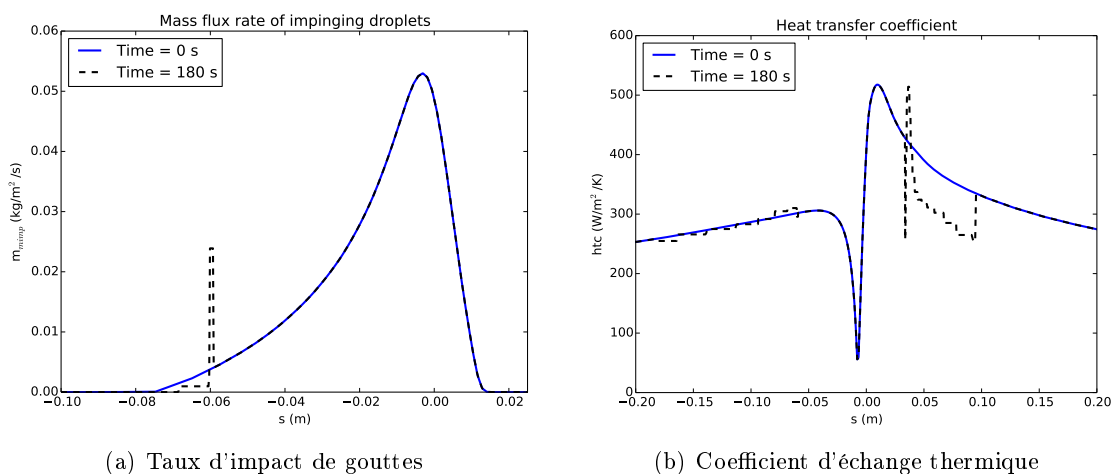 Mass flux rate of impinging droplets
0.06
0.05
0.04
0.03
0.02
0.01
0.00
m_mimp (kg/m² /s)
Time = 0 s
Time = 180 s
−0.10 −0.08 −0.06 −0.04 −0.02 0.00 0.02
s (m)
(a) Taux d'impact de gouttes
Heat transfer coefficient
600
500
400
300
200
100
0
htc (W/m² /K)
Time = 0 s
Time = 180 s
−0.20 −0.15 −0.10 −0.05 0.00 0.05 0.10 0.15 0.20
s (m)
(b) Coefficient d'échange thermique